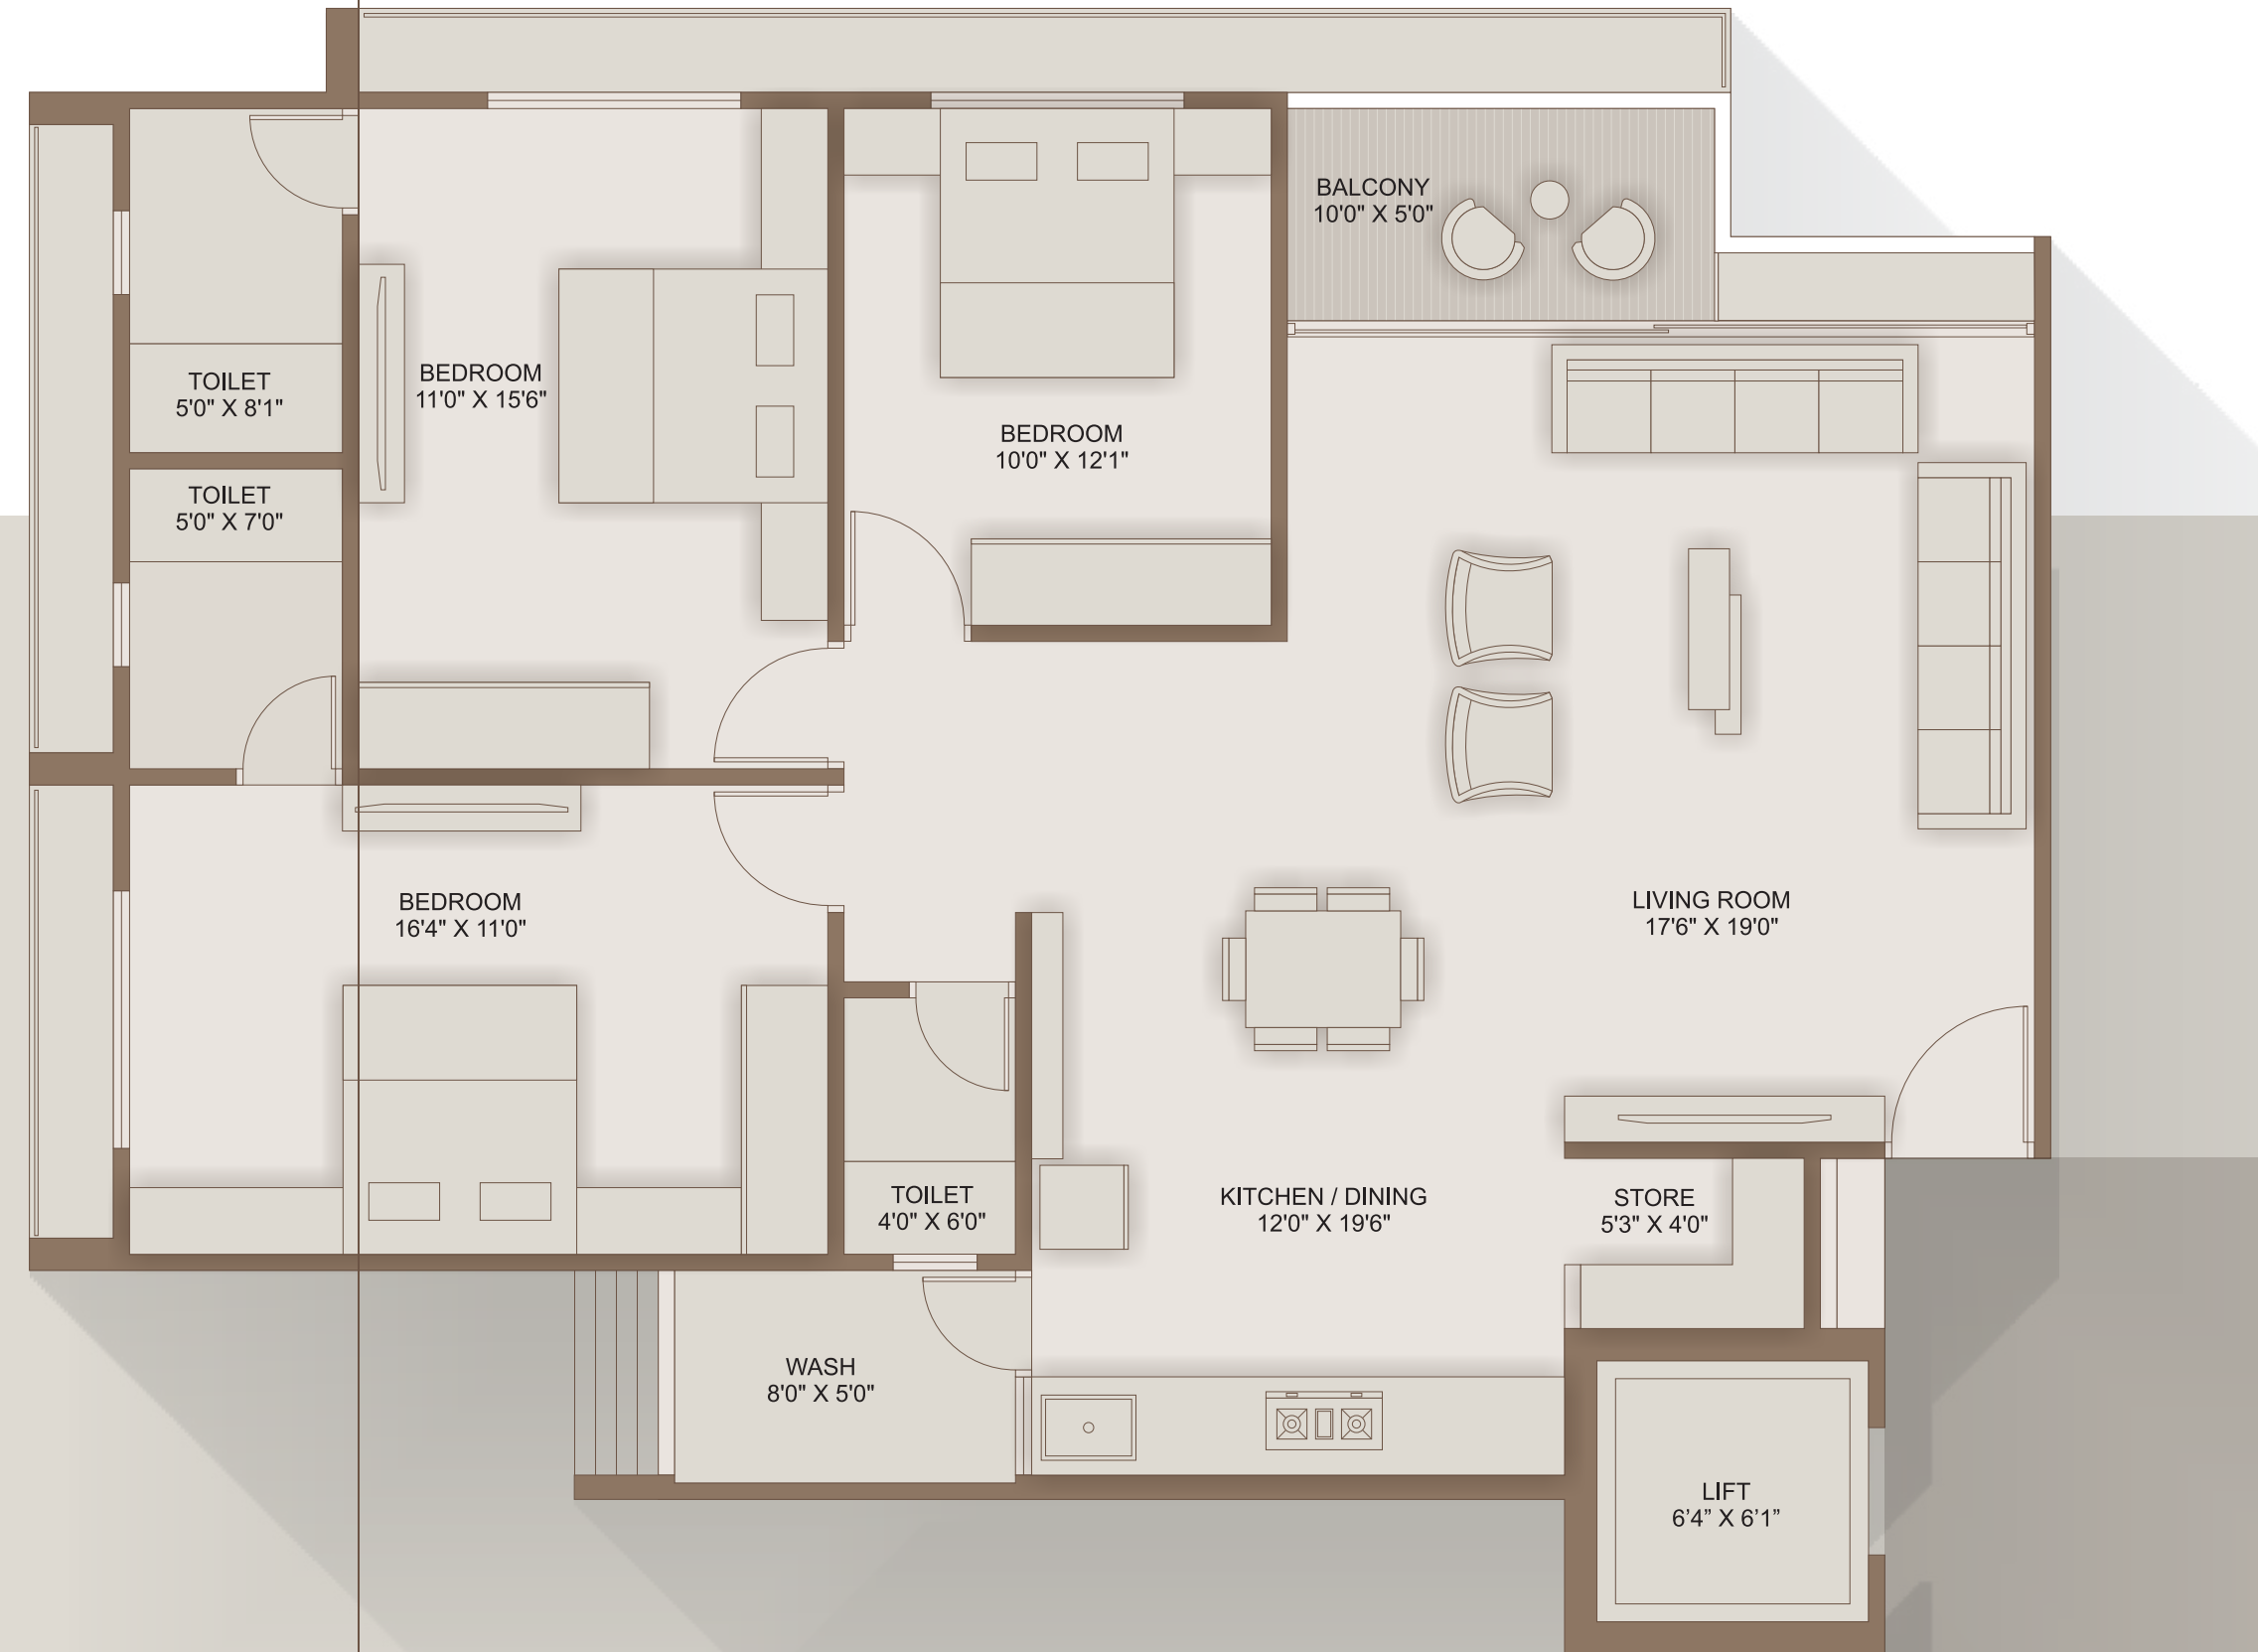 BALCONY
10'0" X 5'0"
TOILET
5'0" X 8'1"
BEDROOM
11'0" X 15'6"
BEDROOM
10'0" X 12'1"
TOILET
5'0" X 7'0"
BEDROOM
16'4" X 11'0"
LIVING ROOM
17'6" X 19'0"
TOILET
4'0" X 6'0"
KITCHEN / DINING
12'0" X 19'6"
STORE
5'3" X 4'0"
WASH
8'0" X 5'0"
LIFT
6’4” X 6’1”